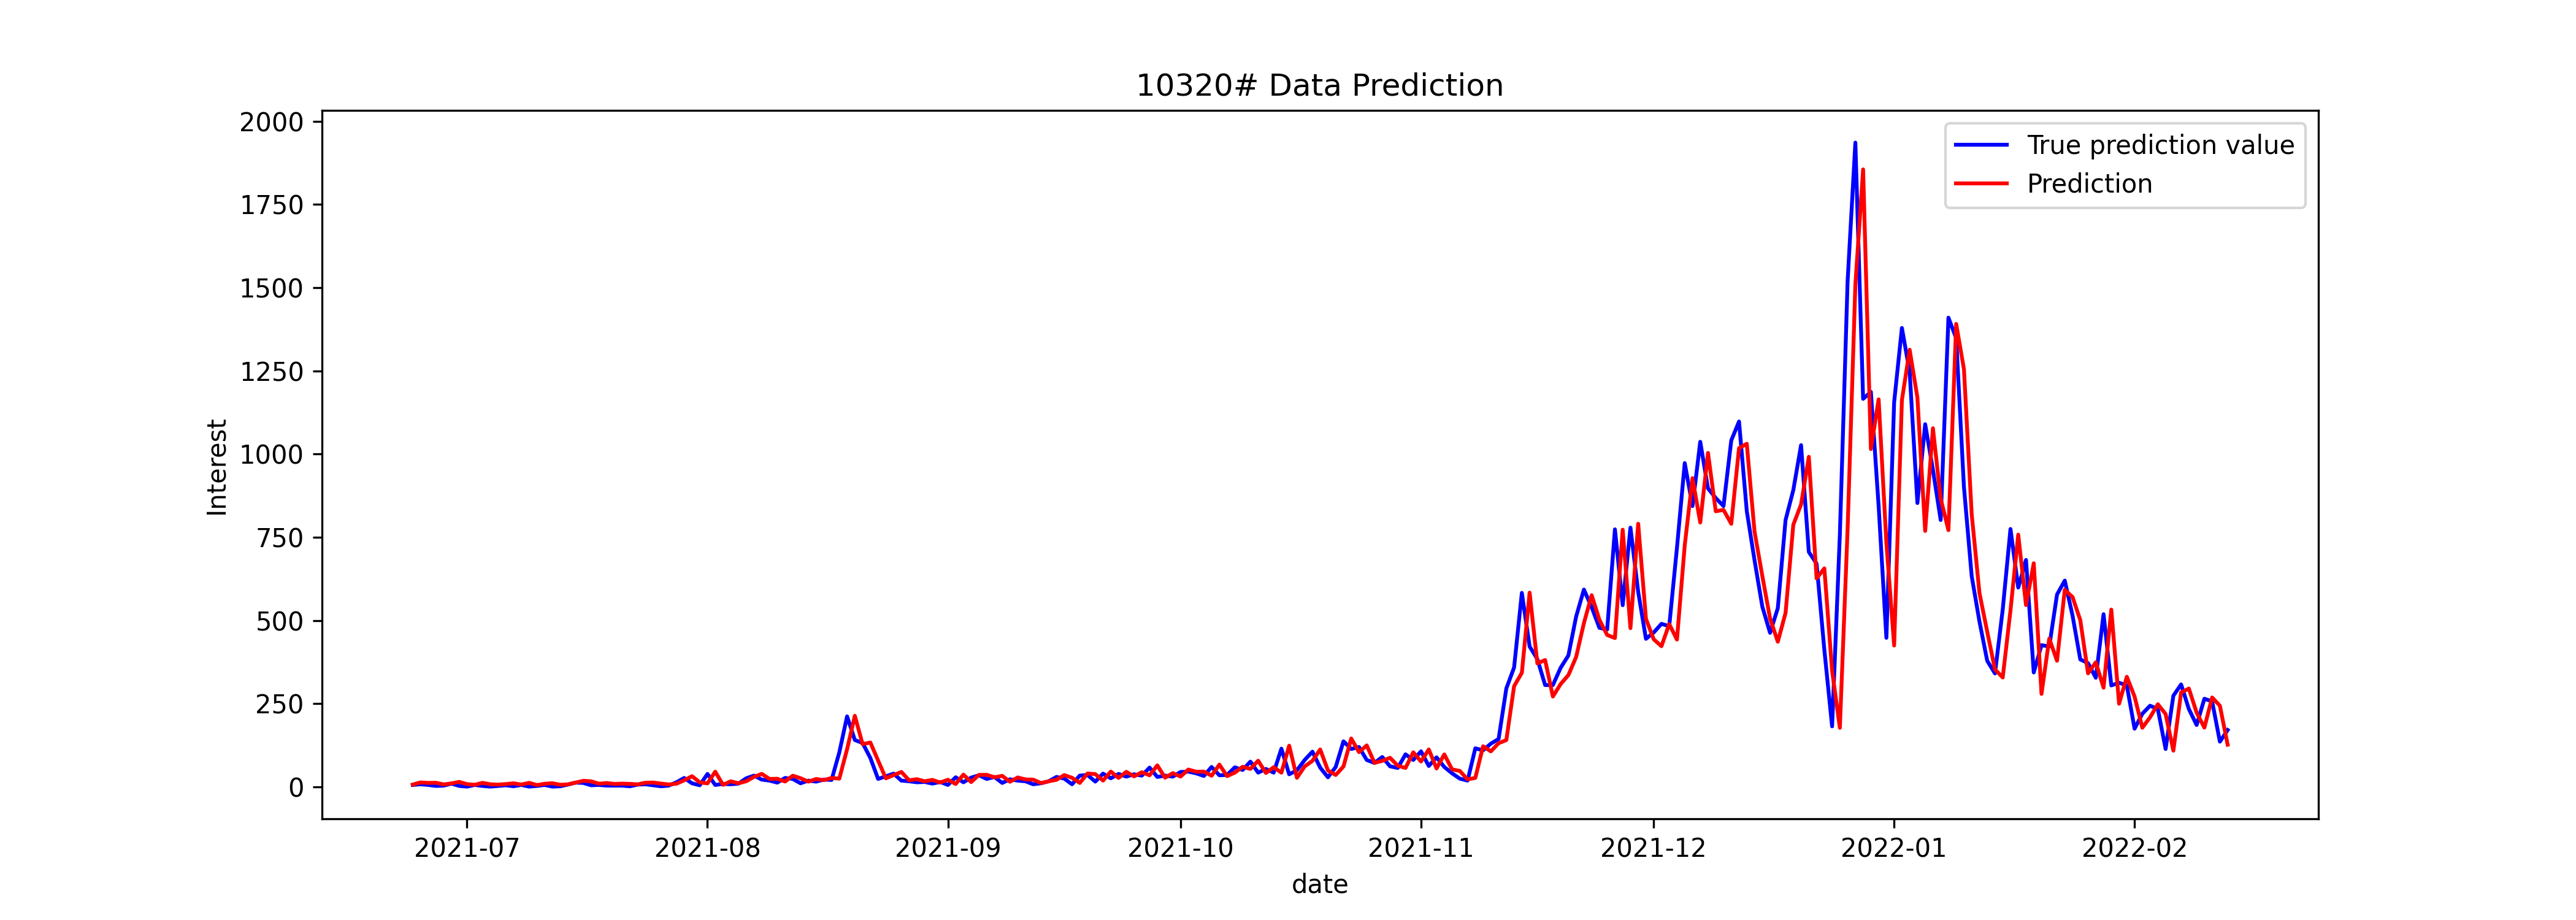 10320# Data Prediction
True prediction value
Prediction
2000
1750
1500
1250
1000
750
500
250
0
Interest
2021-07 2021-08 2021-09 2021-10 2021-11 2021-12 2022-01 2022-02
date